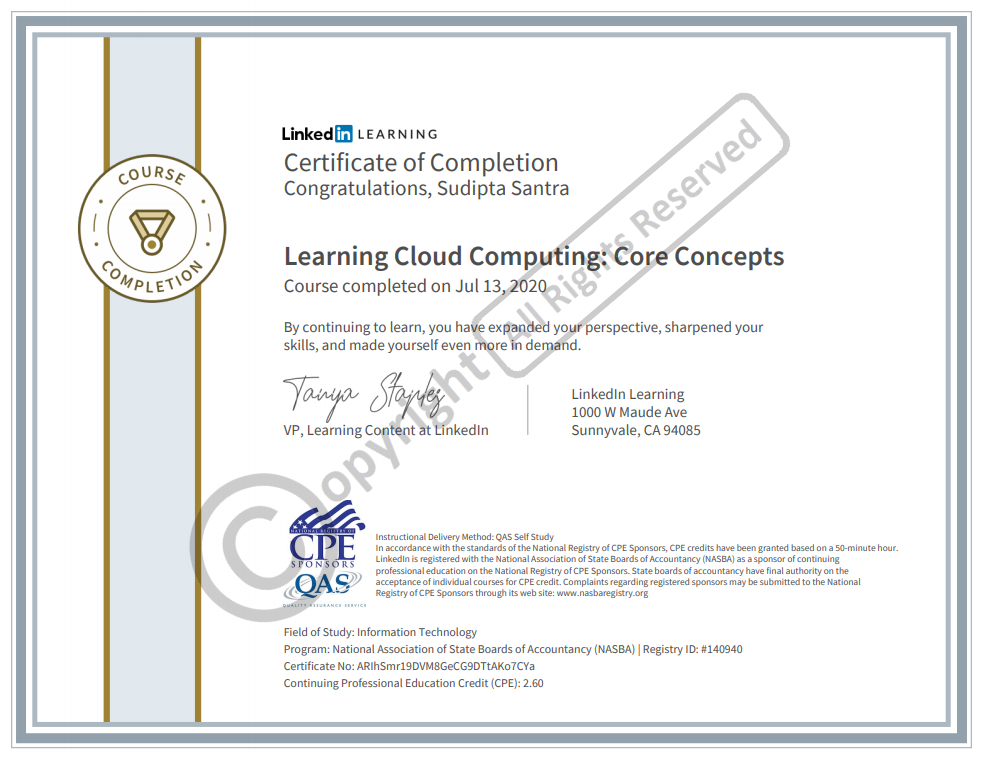 COURSE
COMPLETION
Linked in LEARNING
Certificate of Completion
Congratulations, Sudipta Santra
Learning Cloud Computing: Core Concepts
Course completed on Jul 13, 2020
By continuing to learn, you have expanded your perspective, sharpened your
skills, and made yourself even more in demand.
Tanya Staples
VP, Learning Content at LinkedIn
LinkedIn Learning
1000 W Maude Ave
Sunnyvale, CA 94085
© Copyright All Rights Reserved
NATIONAL REGISTRY OF
CPE
SPONSORS
QAS
QUALITY ASSURANCE SERVICE
Instructional Delivery Method: QAS Self Study
In accordance with the standards of the National Registry of CPE Sponsors, CPE credits have been granted based on a 50-minute hour.
LinkedIn is registered with the National Association of State Boards of Accountancy (NASBA) as a sponsor of continuing
professional education on the National Registry of CPE Sponsors. State boards of accountancy have final authority on the
acceptance of individual courses for CPE credit. Complaints regarding registered sponsors may be submitted to the National
Registry of CPE Sponsors through its web site: www.nasbaregistry.org
Field of Study: Information Technology
Program: National Association of State Boards of Accountancy (NASBA) | Registry ID: #140940
Certificate No: ARIhSmr19DVM8GeCG9DTtAKo7CYa
Continuing Professional Education Credit (CPE): 2.60